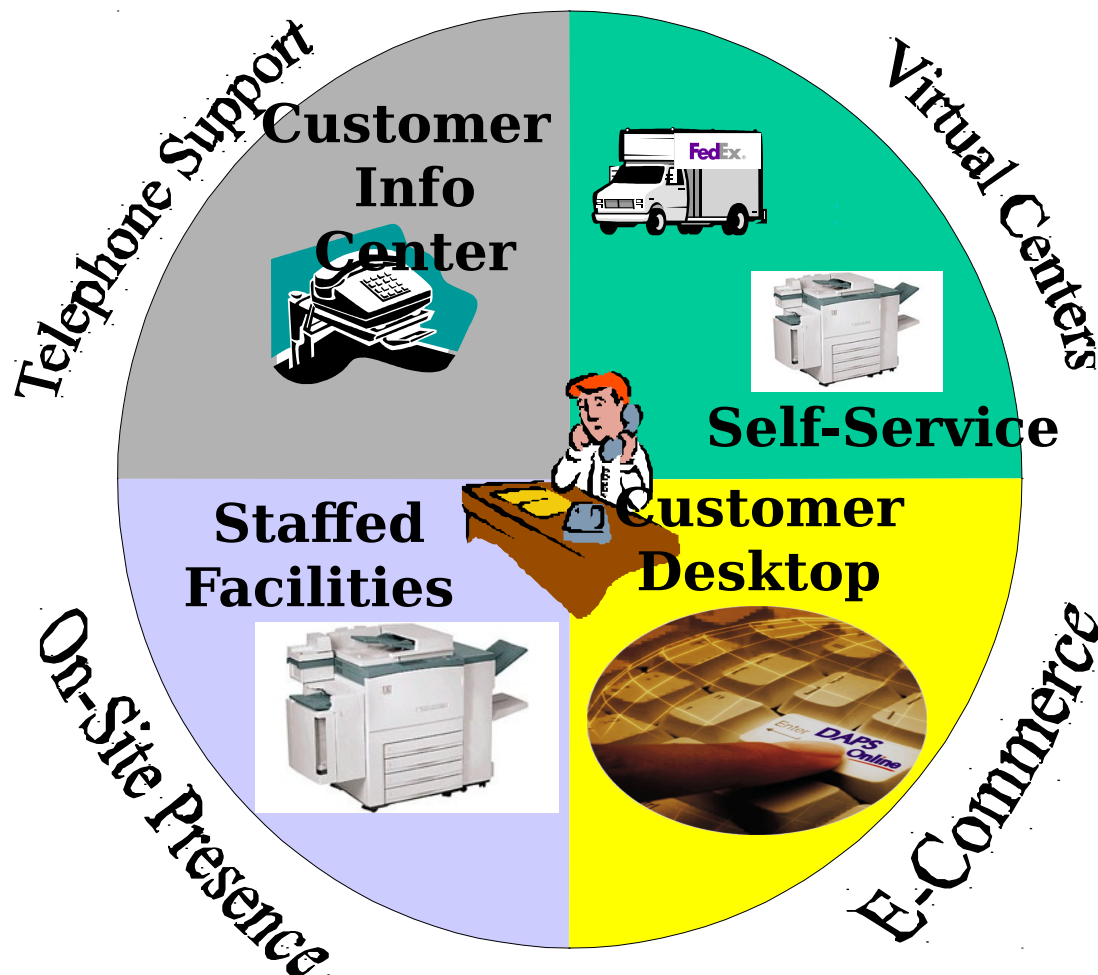 Telephone Support
Customer
Info
Center
FedEx.
Virtual Centers
Self-Service
Staffed
Facilities
Customer
Desktop
Enter
DAPS
Online
On-Site Presence
E-Commerce